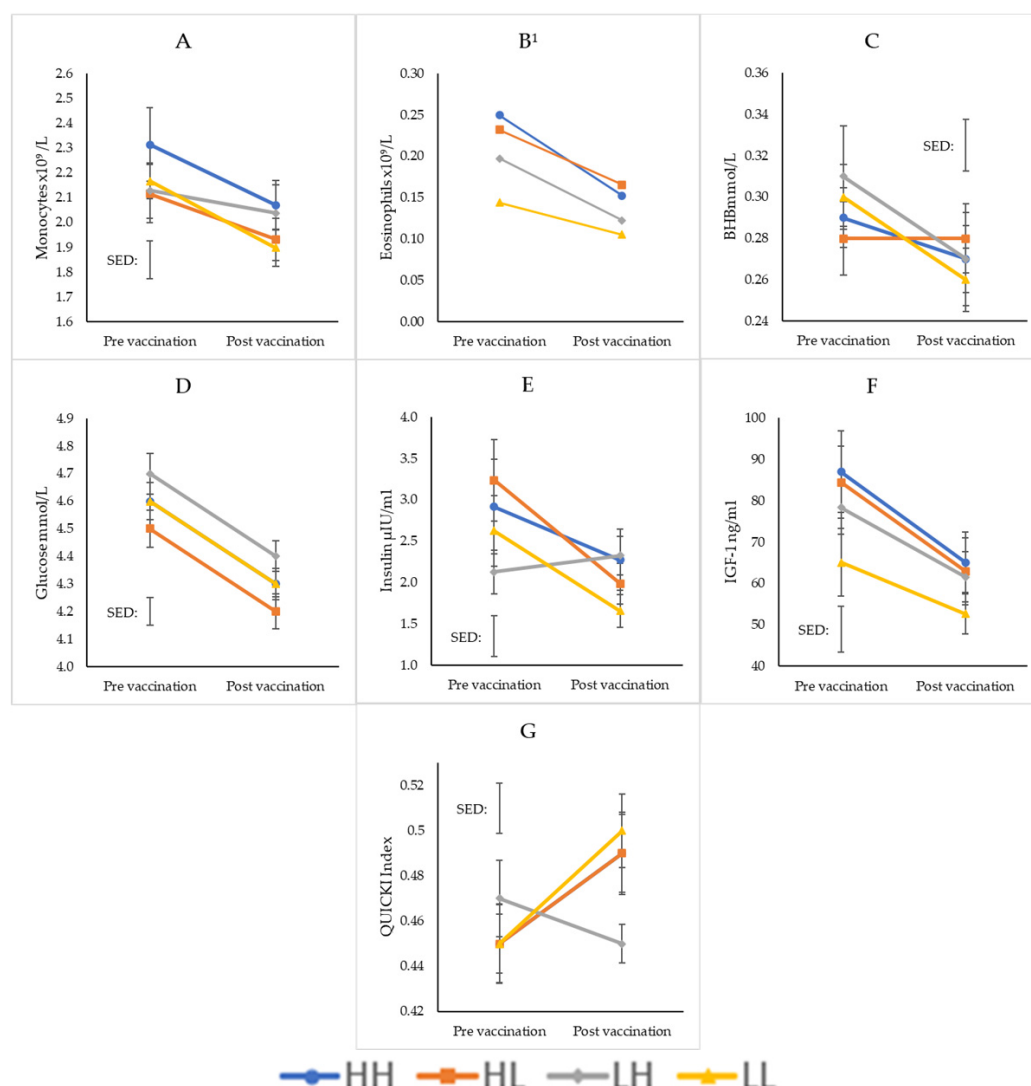 A
Monocytes x10⁹ /L
2.6
2.5
2.4
2.3
2.2
2.1
2.0
1.9
1.8
1.7
1.6
SED:
Pre vaccination Post vaccination
B¹
Eosinophils x10⁹/L
0.30
0.25
0.20
0.15
0.10
0.05
0.00
Pre vaccination Post vaccination
C
BHBmmol/L
0.36
0.32
0.30
0.28
0.26
0.24
SED:
Pre vaccination Post vaccination
D
Glucose mmol/L
4.9
4.8
4.7
4.6
4.5
4.4
4.3
4.2
4.1
4.0
SED:
Pre vaccination Post vaccination
E
Insulin µIU/m1
4.0
3.5
3.0
2.5
2.0
1.5
1.0
SED:
Pre vaccination Post vaccination
F
IGF-1 ng/m1
100
90
80
70
60
50
40
SED:
Pre vaccination Post vaccination
G
QUICKI Index
0.52
0.5
0.48
0.46
0.44
0.42
SED:
Pre vaccination Post vaccination
HH HL LH LL